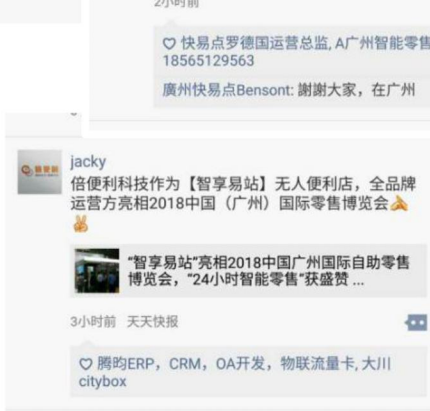 2小时前
快易点罗德国运营总监, A广州智能零售
18565129563
廣州快易点Bensont: 謝謝大家，在广州
jacky
倍便利科技作为【智享易站】无人便利店，全品牌
运营方亮相2018中国（广州）国际零售博览会
“智享易站”亮相2018中国广州国际自助零售
博览会，“24小时智能零售”获盛赞 ...
3小时前 天天快报
腾昀ERP，CRM，OA开发，物联流量卡, 大川
citybox